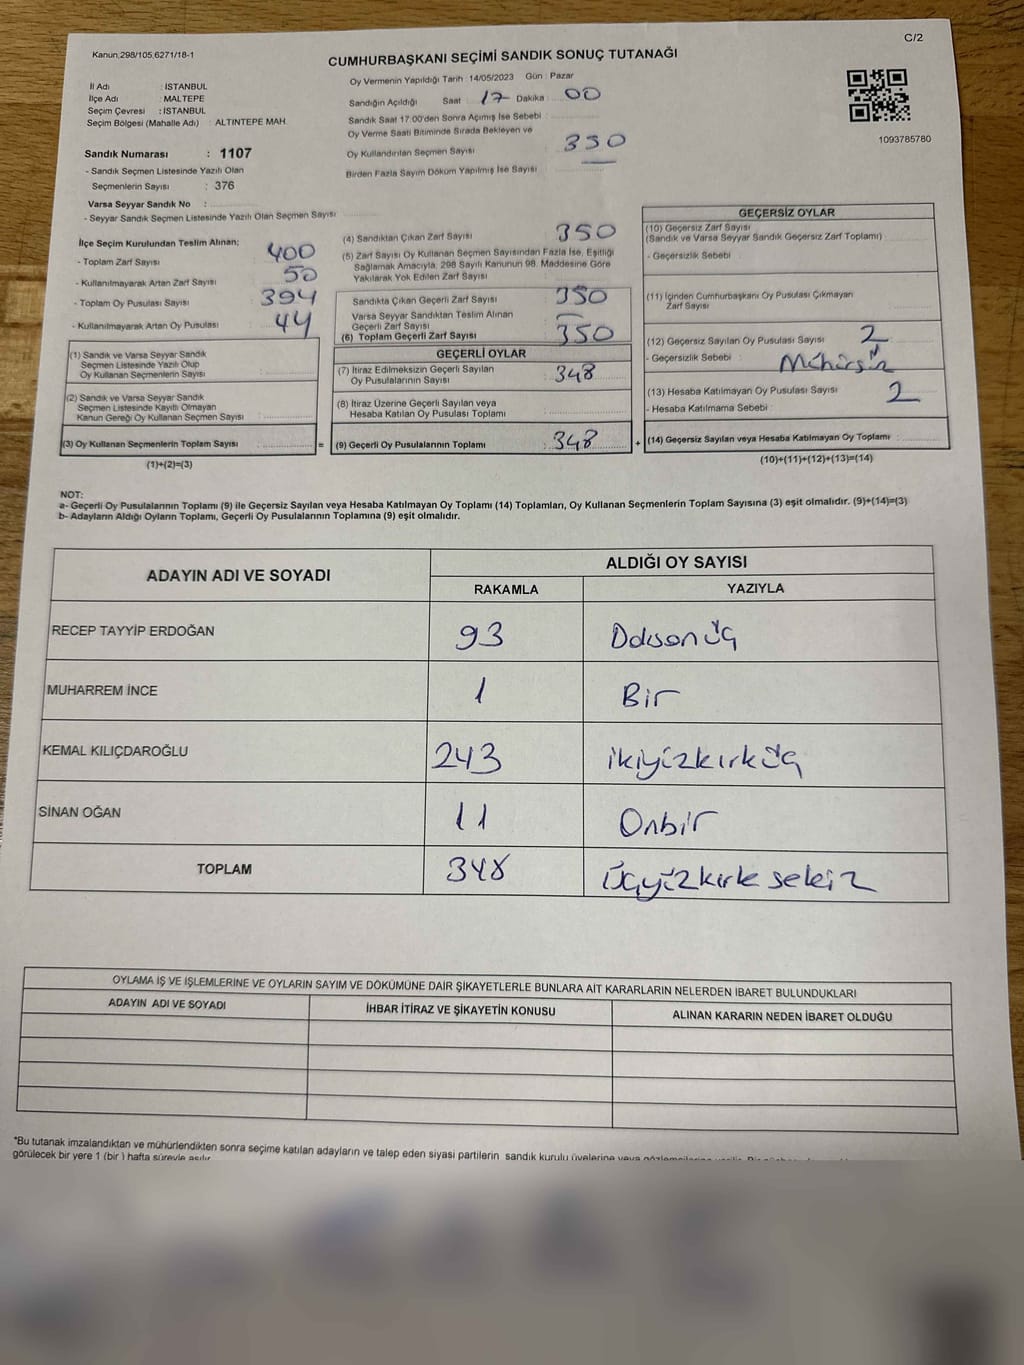 Kanun:298/105,6271/18-1
C/2
CUMHURBAŞKANI SEÇİMİ SANDIK SONUÇ TUTANAĞI
Oy Vermenin Yapıldığı Tarih : 14/05/2023 Gün : Pazar
İl Adı : İSTANBUL
İlçe Adı : MALTEPE
Seçim Çevresi : İSTANBUL
Seçim Bölgesi (Mahalle Adı) : ALTINTEPE MAH.
Sandığın Açıldığı Saat : 17 Dakika : 00
Sandık Saat 17:00'den Sonra Açımış İse Sebebi :
Oy Verme Saati Bitiminde Sırada Bekleyen ve
Oy Kullandırılan Seçmen Sayısı : 350
Birden Fazla Sayım Döküm Yapılmış İse Sayısı :
1093785780
Sandık Numarası : 1107
- Sandık Seçmen Listesinde Yazılı Olan
Seçmenlerin Sayısı : 376
Varsa Seyyar Sandık No :
- Seyyar Sandık Seçmen Listesinde Yazılı Olan Seçmen Sayısı
İlçe Seçim Kurulundan Teslim Alınan;
- Toplam Zarf Sayısı : 400
- Kullanılmayarak Artan Zarf Sayısı : 50
- Toplam Oy Pusulası Sayısı : 394
- Kullanılmayarak Artan Oy Pusulası : 44
(1) Sandık ve Varsa Seyyar Sandık
Seçmen Listesinde Yazılı Olup
Oy Kullanan Seçmenlerin Sayısı :
(2) Sandık ve Varsa Seyyar Sandık
Seçmen Listesinde Kayıtlı Olmayan
Kanun Gereği Oy Kullanan Seçmen Sayısı :
(3) Oy Kullanan Seçmenlerin Toplam Sayısı : =
(1)+(2)=(3)
(4) Sandıktan Çıkan Zarf Sayısı : 350
(5) Zarf Sayısı Oy Kullanan Seçmen Sayısından Fazla İse, Eşitliği
Sağlamak Amacıyla, 298 Sayılı Kanunun 98. Maddesine Göre
Yakılarak Yok Edilen Zarf Sayısı :
Sandıkta Çıkan Geçerli Zarf Sayısı : 350
Varsa Seyyar Sandıktan Teslim Alınan
Geçerli Zarf Sayısı : -
(6) Toplam Geçerli Zarf Sayısı : 350
GEÇERLİ OYLAR
(7) İtiraz Edilmeksizin Geçerli Sayılan
Oy Pusulalarının Sayısı : 348
(8) İtiraz Üzerine Geçerli Sayılan veya
Hesaba Katılan Oy Pusulası Toplamı :
(9) Geçerli Oy Pusulalarının Toplamı : 348 +
GEÇERSİZ OYLAR
(10) Geçersiz Zarf Sayısı
(Sandık ve Varsa Seyyar Sandık Geçersiz Zarf Toplamı) :
- Geçersizlik Sebebi :
(11) İçinden Cumhurbaşkanı Oy Pusulası Çıkmayan
Zarf Sayısı :
(12) Geçersiz Sayılan Oy Pusulası Sayısı : 2
- Geçersizlik Sebebi :
(13) Hesaba Katılmayan Oy Pusulası Sayısı : 2
- Hesaba Katılmama Sebebi :
(14) Geçersiz Sayılan veya Hesaba Katılmayan Oy Toplamı :
(10)+(11)+(12)+(13)=(14)
NOT:
a- Geçerli Oy Pusulalarının Toplamı (9) ile Geçersiz Sayılan veya Hesaba Katılmayan Oy Toplamı (14) Toplamları, Oy Kullanan Seçmenlerin Toplam Sayısına (3) eşit olmalıdır. (9)+(14)=(3)
b- Adayların Aldığı Oyların Toplamı, Geçerli Oy Pusulalarının Toplamına (9) eşit olmalıdır.
ADAYIN ADI VE SOYADI
ALDIĞI OY SAYISI
RAKAMLA YAZIYLA
RECEP TAYYİP ERDOĞAN 93 Doksonüç
MUHARREM İNCE 1 Bir
KEMAL KILIÇDAROĞLU 243 ikiyüzkırküç
SİNAN OĞAN 11 Onbir
TOPLAM 348 Üçyüzkırk sekiz
OYLAMA İŞ VE İŞLEMLERİNE VE OYLARIN SAYIM VE DÖKÜMÜNE DAİR ŞİKAYETLERLE BUNLARA AİT KARARLARIN NELERDEN İBARET BULUNDUKLARI
ADAYIN ADI VE SOYADI İHBAR İTİRAZ VE ŞİKAYETİN KONUSU ALINAN KARARIN NEDEN İBARET OLDUĞU
*Bu tutanak imzalandıktan ve mühürlendikten sonra seçime katılan adayların ve talep eden siyasi partilerin sandık kurulu üyelerine veya
görülecek bir yere 1 (bir) hafta süreyle asılır.